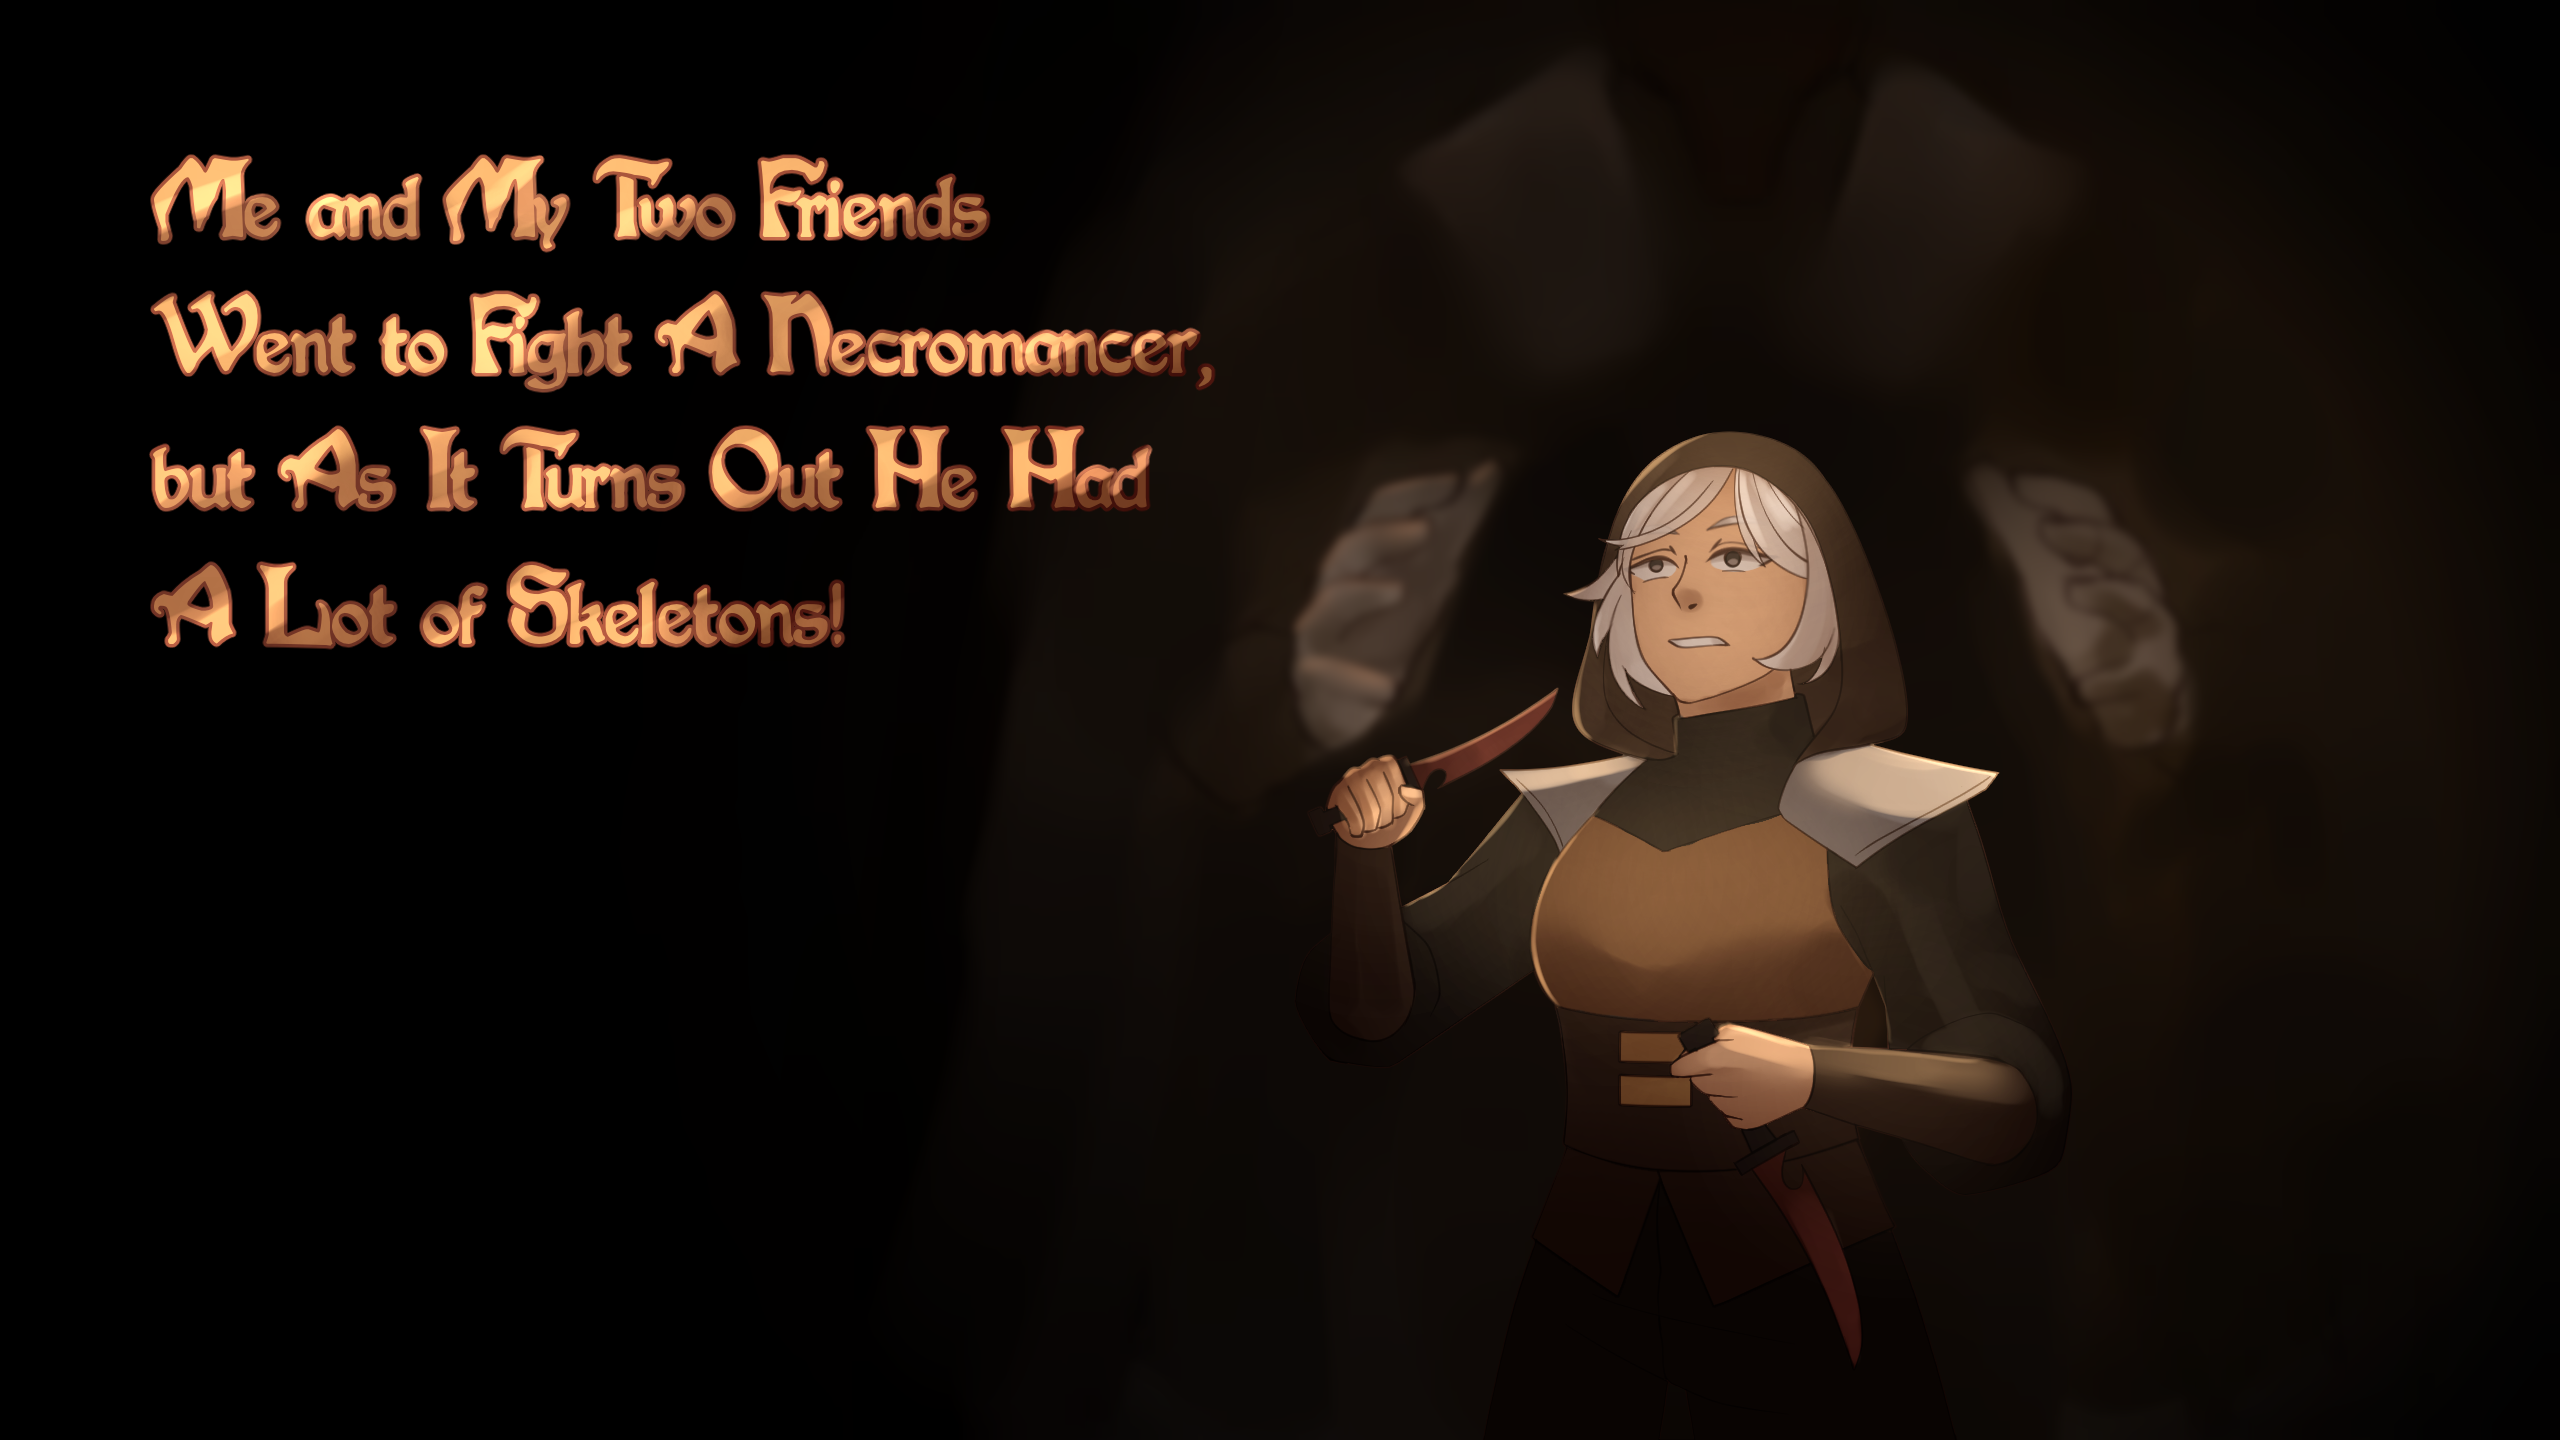 Me and My Two Friends
Went to Fight A Necromancer,
but As It Turns Out He Had
A Lot of Skeletons!